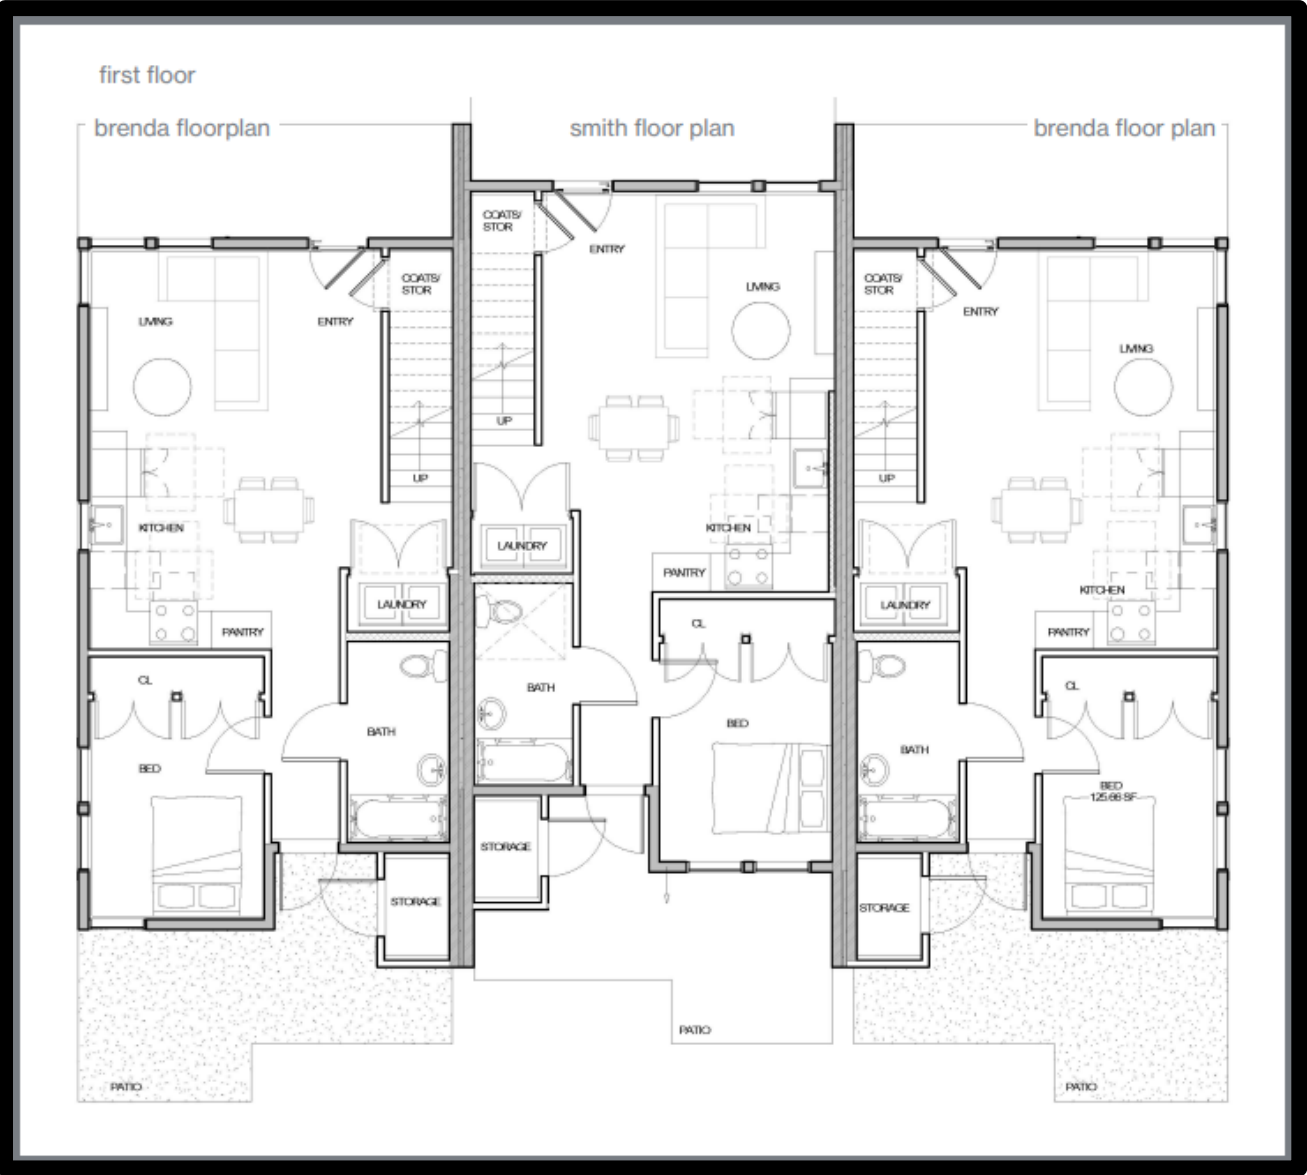 first floor
brenda floorplan
smith floor plan
brenda floor plan
COATS/
STOR
ENTRY
LIVING
UP
LAUNDRY
KITCHEN
PANTRY
CL
BATH
BED
STORAGE
PATIO
COATS/
STOR
ENTRY
LIVING
UP
KITCHEN
LAUNDRY
PANTRY
CL
BATH
BED
STORAGE
PATIO
COATS/
STOR
ENTRY
LIVING
UP
KITCHEN
LAUNDRY
PANTRY
CL
BATH
BED
125.66 SF
STORAGE
PATIO